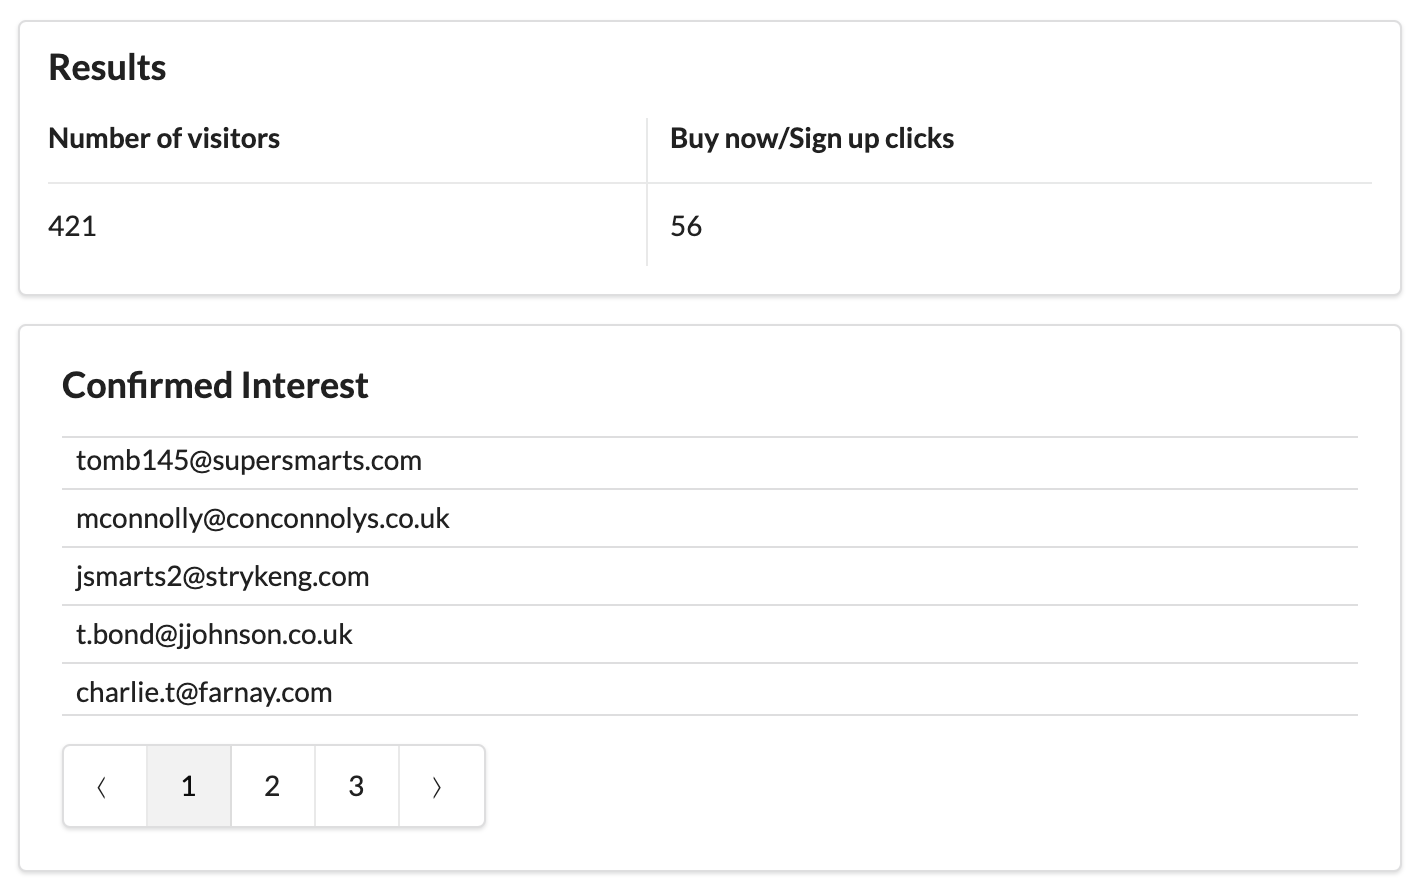 Results
Number of visitors Buy now/Sign up clicks
421 56
Confirmed Interest
tomb145@supersmarts.com
mconnolly@conconnolys.co.uk
jsmarts2@strykeng.com
t.bond@jjohnson.co.uk
charlie.t@farnay.com
〈 1 2 3 〉